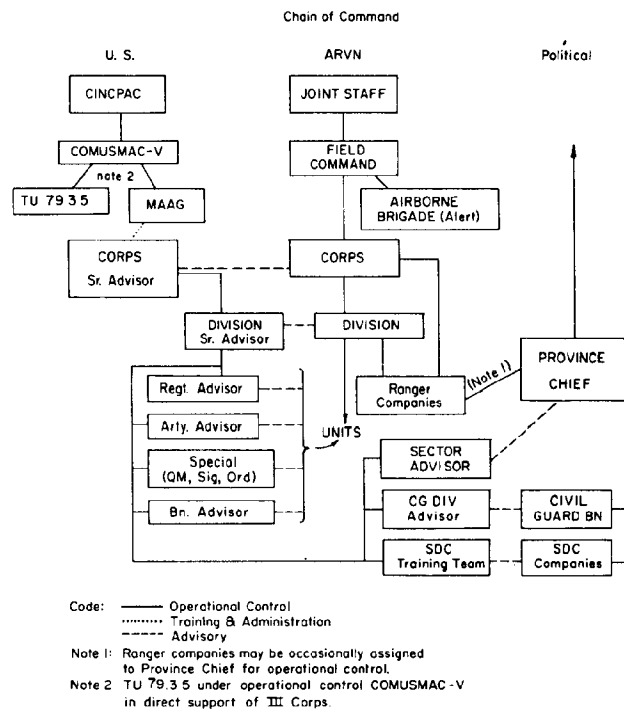 Chain of Command
U. S.
ARVN
Political
CINCPAC
JOINT STAFF
COMUSMAC-V
FIELD
COMMAND
note 2
TU 79 3 5
MAAG
AIRBORNE
BRIGADE (Alert)
CORPS
Sr. Advisor
CORPS
DIVISION
Sr. Advisor
DIVISION
PROVINCE
CHIEF
Regt. Advisor
Ranger
Companies
(Note 1)
Arty. Advisor
UNITS
SECTOR
ADVISOR
Special
(QM, Sig, Ord)
CG DIV
Advisor
CIVIL
GUARD BN
Bn. Advisor
SDC
Training Team
SDC
Companies
Code:
Operational Control
Training & Administration
Advisory
Note 1: Ranger companies may be occasionally assigned
to Province Chief for operational control.
Note 2 TU 79.3 5 under operational control COMUSMAC-V
in direct support of III Corps.